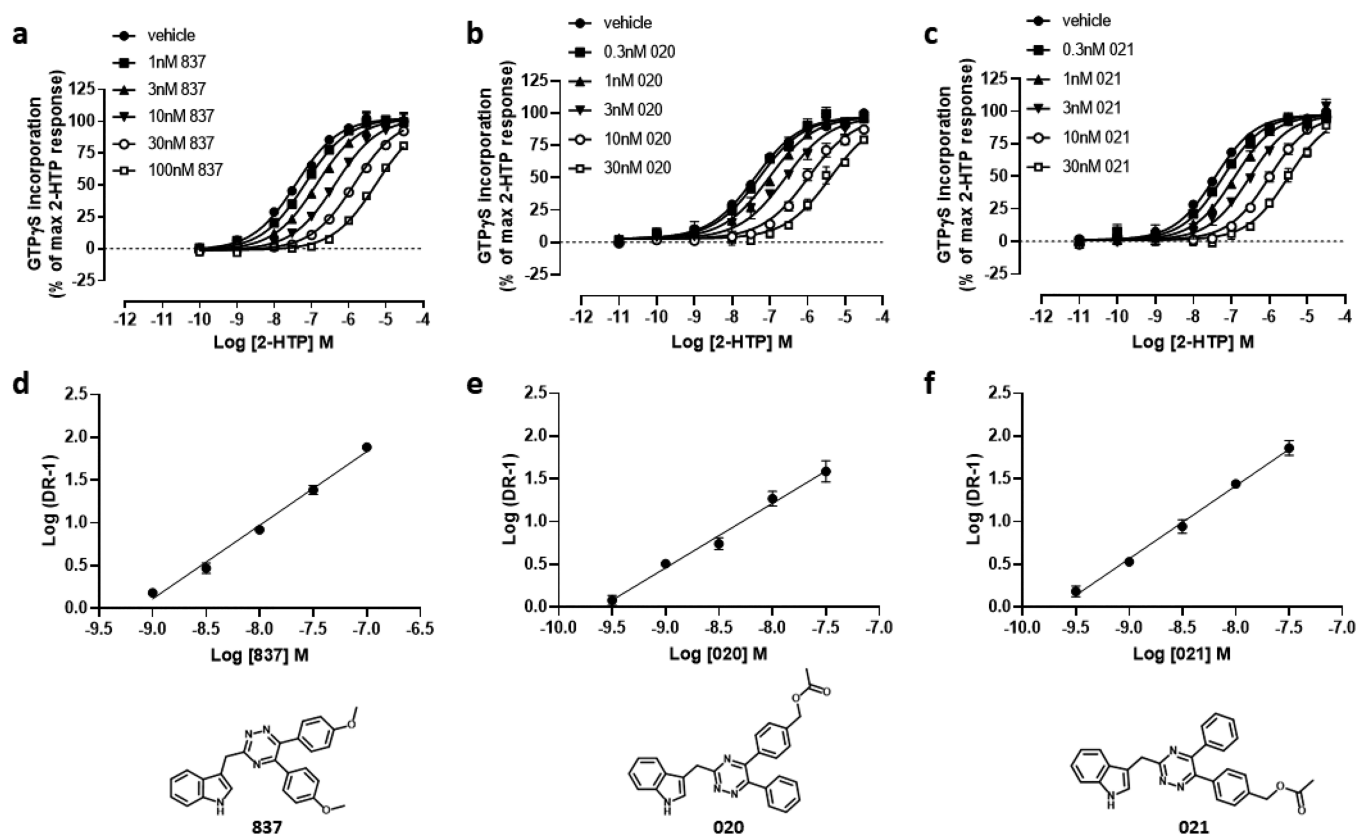 a
vehicle
1nM 837
3nM 837
10nM 837
30nM 837
100nM 837
GTPγS incorporation
(% of max 2-HTP response)
125
100
75
50
25
0
-25
-12 -11 -10 -9 -8 -7 -6 -5 -4
Log [2-HTP] M
b
vehicle
0.3nM 020
1nM 020
3nM 020
10nM 020
30nM 020
GTPγS incorporation
(% of max 2-HTP response)
125
100
75
50
25
0
-25
-12 -11 -10 -9 -8 -7 -6 -5 -4
Log [2-HTP] M
c
vehicle
0.3nM 021
1nM 021
3nM 021
10nM 021
30nM 021
GTPγS incorporation
(% of max 2-HTP response)
125
100
75
50
25
0
-25
-12 -11 -10 -9 -8 -7 -6 -5 -4
Log [2-HTP] M
d
Log (DR-1)
2.5
2.0
1.5
1.0
0.5
0.0
-9.5 -9.0 -8.5 -8.0 -7.5 -7.0 -6.5
Log [837] M
e
Log (DR-1)
2.5
2.0
1.5
1.0
0.5
0.0
-10.0 -9.5 -9.0 -8.5 -8.0 -7.5 -7.0
Log [020] M
f
Log (DR-1)
2.5
2.0
1.5
1.0
0.5
0.0
-10.0 -9.5 -9.0 -8.5 -8.0 -7.5 -7.0
Log [021] M
N
N
N
O
O
N
H
837
O
O
N
N
N
N
H
020
N
N
N
O
O
N
H
021